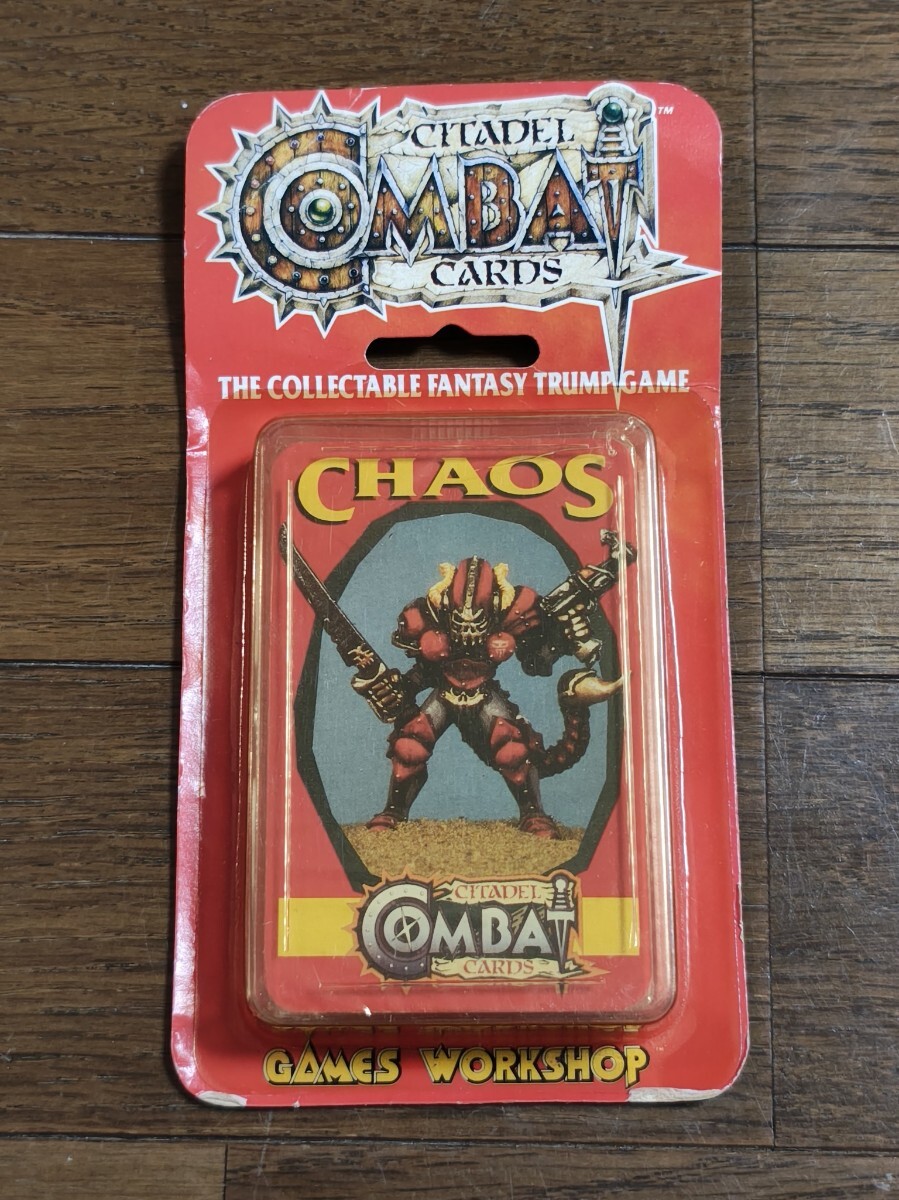 CITADEL
COMBAT
CARDS
™
THE COLLECTABLE FANTASY TRUMP GAME
CHAOS
CITADEL
COMBAT
CARDS
GAMES WORKSHOP